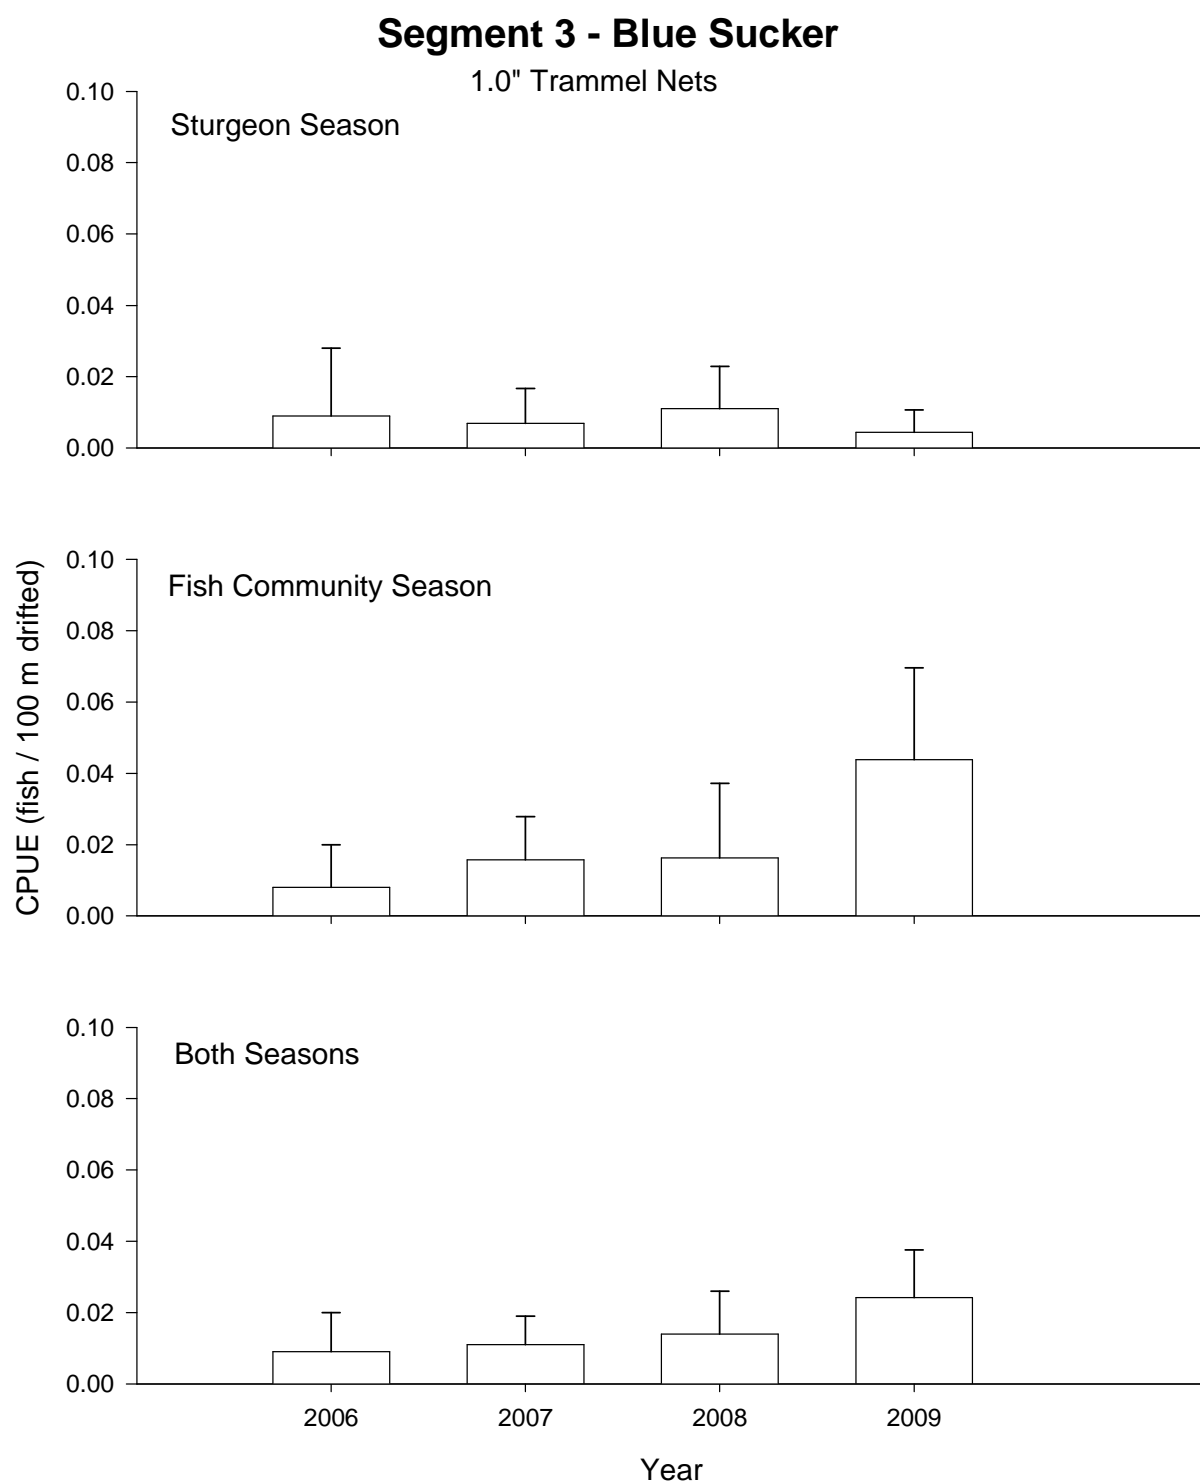 Segment 3 - Blue Sucker
1.0" Trammel Nets
0.10
Sturgeon Season
0.08
0.06
0.04
0.02
0.00
CPUE (fish / 100 m drifted)
0.10
Fish Community Season
0.08
0.06
0.04
0.02
0.00
0.10
Both Seasons
0.08
0.06
0.04
0.02
0.00
2006 2007 2008 2009
Year